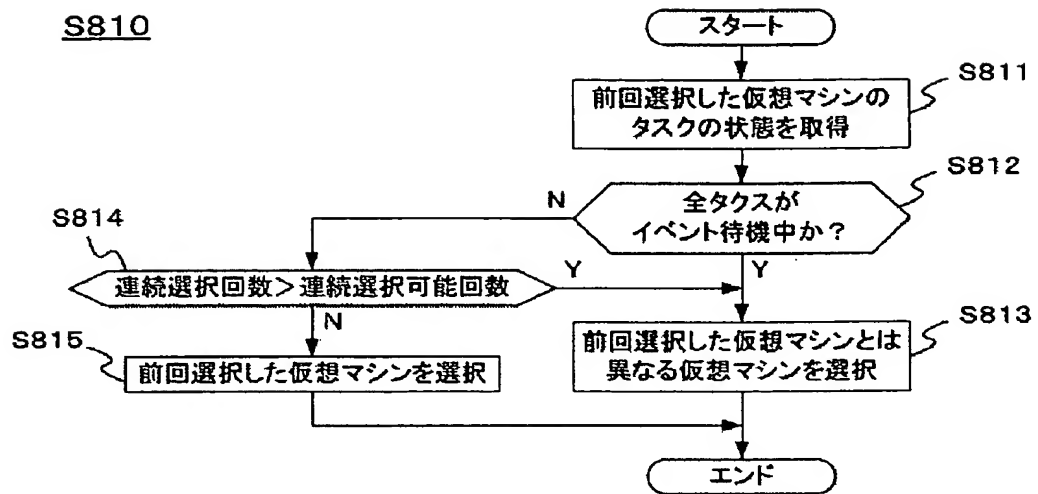 S810
スタート
S811
前回選択した仮想マシンの
タスクの状態を取得
S812
全タクスが
イベント待機中か？
N
Y
S814
連続選択回数＞連続選択可能回数
Y
N
S815
前回選択した仮想マシンを選択
S813
前回選択した仮想マシンとは
異なる仮想マシンを選択
エンド